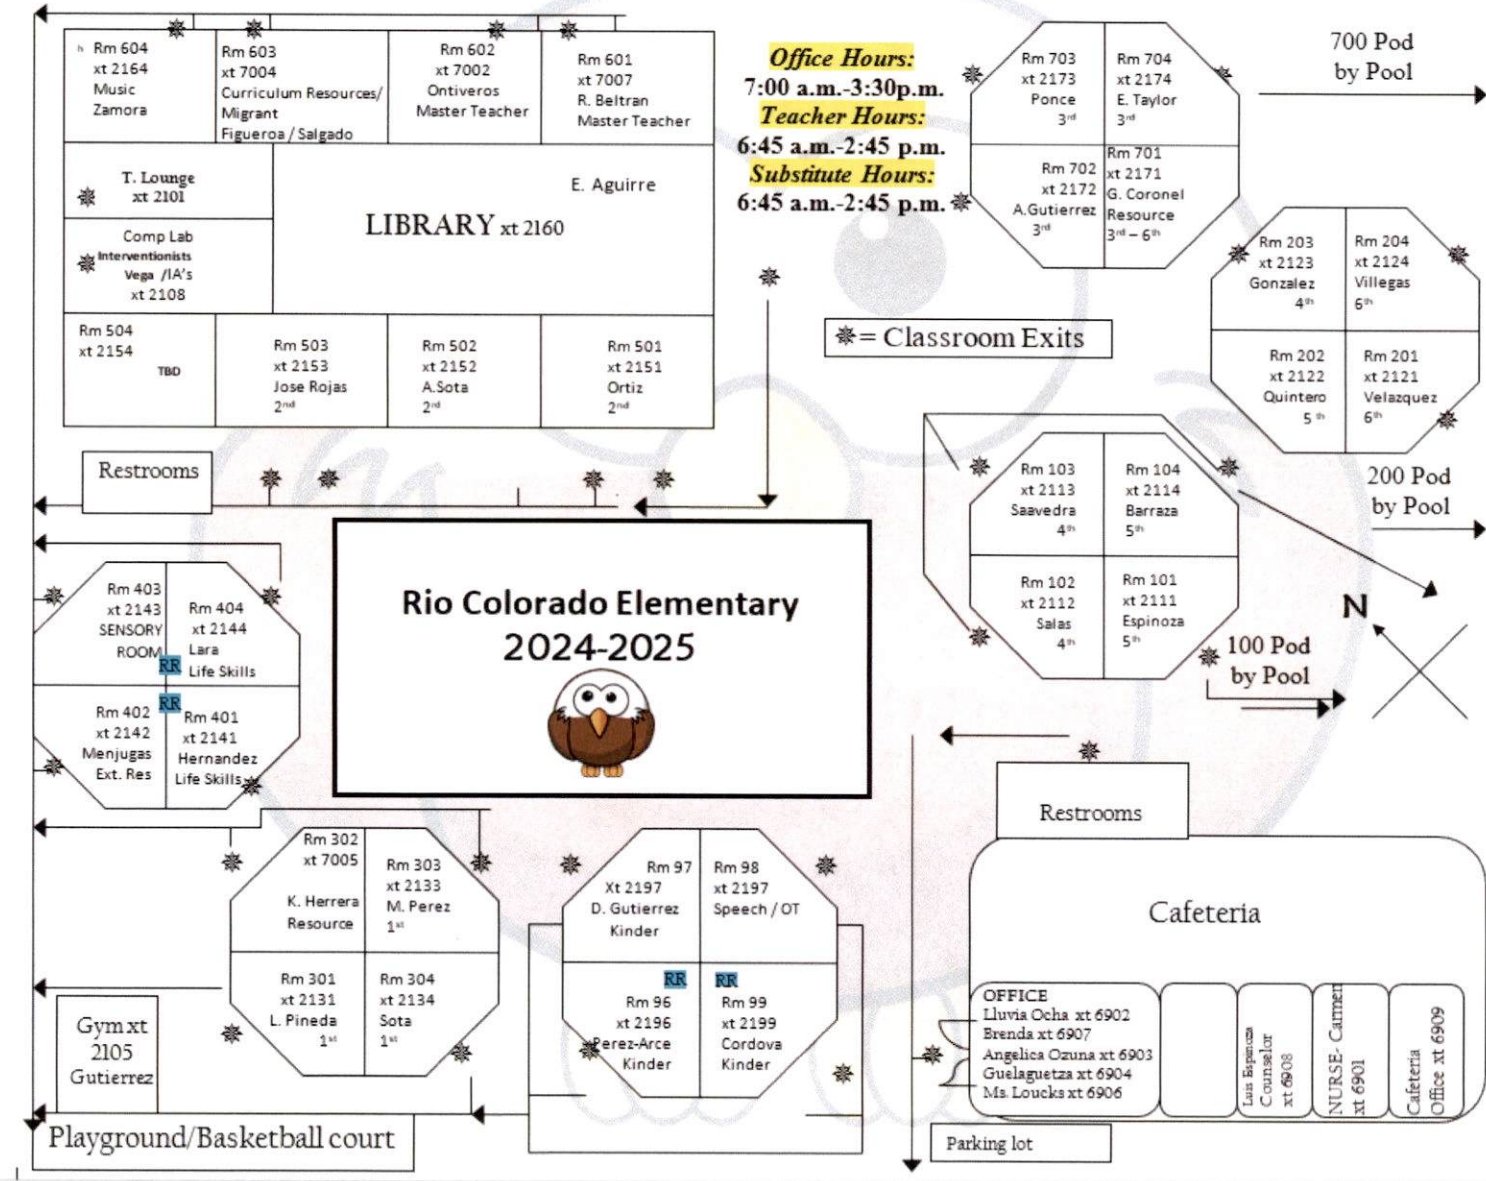 h Rm 604
xt 2164
Music
Zamora
Rm 603
xt 7004
Curriculum Resources/
Migrant
Figueroa / Salgado
Rm 602
xt 7002
Ontiveros
Master Teacher
Rm 601
xt 7007
R. Beltran
Master Teacher
T. Lounge
xt 2101
Comp Lab
Interventionists
Vega /IA's
xt 2108
E. Aguirre
LIBRARY xt 2160
Rm 504
xt 2154
TBD
Rm 503
xt 2153
Jose Rojas
2nd
Rm 502
xt 2152
A.Sota
2nd
Rm 501
xt 2151
Ortiz
2nd
Office Hours:
7:00 a.m.-3:30p.m.
Teacher Hours:
6:45 a.m.-2:45 p.m.
Substitute Hours:
6:45 a.m.-2:45 p.m.
Rm 703
xt 2173
Ponce
3rd
Rm 704
xt 2174
E. Taylor
3rd
Rm 702
xt 2172
A.Gutierrez
3rd
Rm 701
xt 2171
G. Coronel
Resource
3rd – 6th
700 Pod
by Pool
= Classroom Exits
Rm 203
xt 2123
Gonzalez
4th
Rm 204
xt 2124
Villegas
6th
Rm 202
xt 2122
Quintero
5th
Rm 201
xt 2121
Velazquez
6th
200 Pod
by Pool
Restrooms
Rm 103
xt 2113
Saavedra
4th
Rm 104
xt 2114
Barraza
5th
Rm 102
xt 2112
Salas
4th
Rm 101
xt 2111
Espinoza
5th
N
100 Pod
by Pool
Rio Colorado Elementary
2024-2025
Rm 403
xt 2143
SENSORY
ROOM
RR
Rm 404
xt 2144
Lara
Life Skills
Rm 402
xt 2142
Menjugas
Ext. Res
RR
Rm 401
xt 2141
Hernandez
Life Skills
Rm 302
xt 7005
K. Herrera
Resource
Rm 303
xt 2133
M. Perez
1st
Rm 301
xt 2131
L. Pineda
1st
Rm 304
xt 2134
Sota
1st
Rm 97
Xt 2197
D. Gutierrez
Kinder
Rm 98
xt 2197
Speech / OT
RR
Rm 96
xt 2196
Perez-Arce
Kinder
RR
Rm 99
xt 2199
Cordova
Kinder
Restrooms
Cafeteria
OFFICE
Lluvia Ocha xt 6902
Brenda xt 6907
Angelica Ozuna xt 6903
Guelaguetza xt 6904
Ms. Loucks xt 6906
Luis Espinoza
Counselor
xt 6908
NURSE- Carmen
xt 6901
Cafeteria
Office xt 6909
Gym xt
2105
Gutierrez
Playground/Basketball court
Parking lot